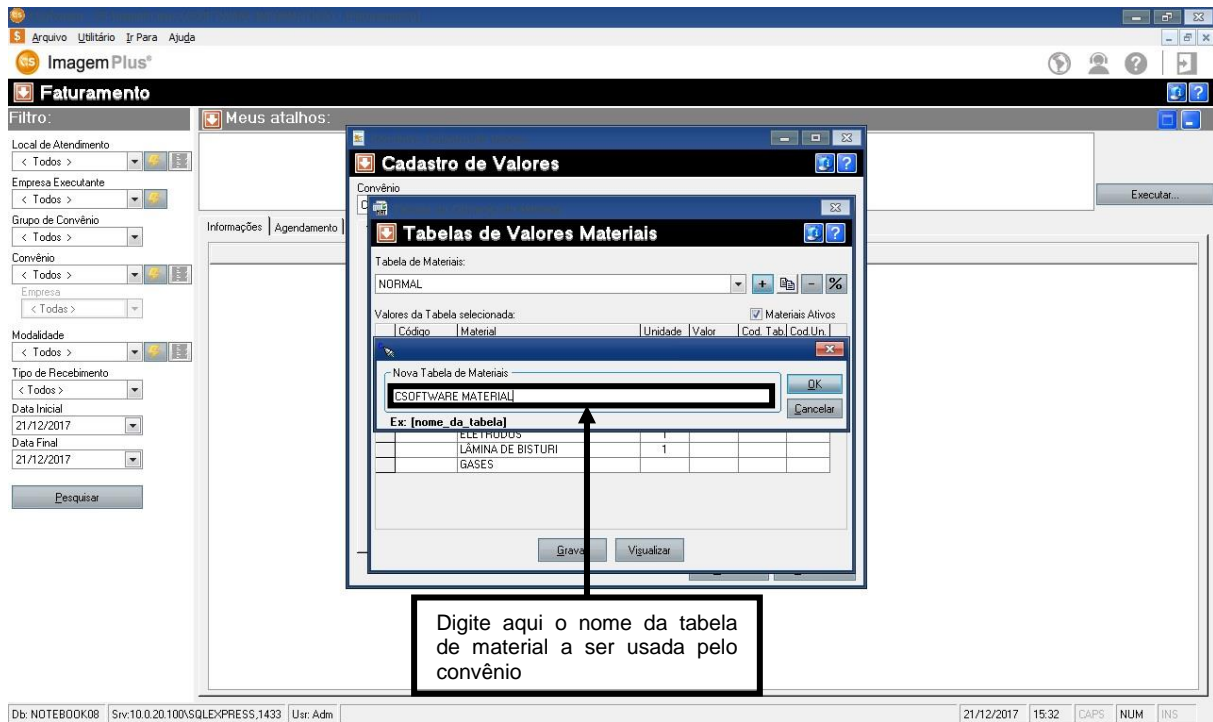 Arquivo Utilitário Ir Para Ajuda
ImagemPlus®
Faturamento
Filtro:
Meus atalhos:
Local de Atendimento
< Todos >
Empresa Executante
< Todos >
Grupo de Convênio
< Todos >
Convênio
< Todos >
Empresa
< Todas >
Modalidade
< Todos >
Tipo de Recebimento
< Todos >
Data Inicial
21/12/2017
Data Final
21/12/2017
Pesquisar
Executar...
Informações Agendamento
Cadastro de Valores
Convênio
Tabelas de Valores Materiais
Tabela de Materiais:
NORMAL
Valores da Tabela selecionada:
Materiais Ativos
Código Material Unidade Valor Cod. Tab. Cod.Un.
Nova Tabela de Materiais
CSOFTWARE MATERIAL
OK
Cancelar
Ex: [nome_da_tabela]
ELETRODOS 1
LÂMINA DE BISTURI 1
GASES
Grava
Visualizar
Digite aqui o nome da tabela
de material a ser usada pelo
convênio
Db: NOTEBOOK08 Srv:10.0.20.100\SQLEXPRESS,1433 Usr: Adm 21/12/2017 15:32 CAPS NUM INS